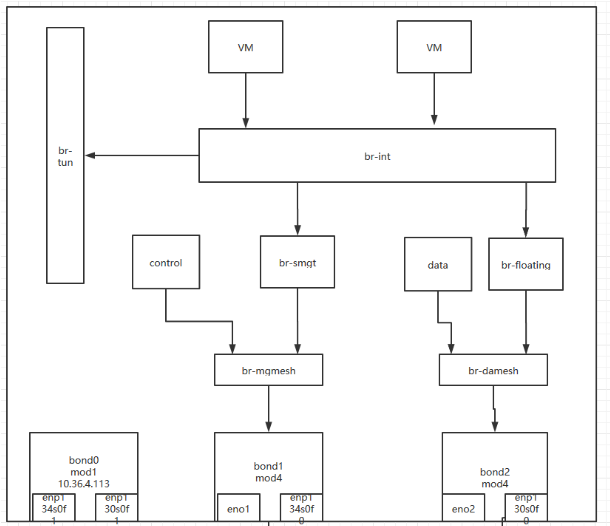 VM
VM
br-
tun
br-int
control
br-smgt
data
br-floating
br-mgmesh
br-damesh
bond0
mod1
10.36.4.113
enp1
34s0f
1
enp1
30s0f
1
bond1
mod4
eno1
enp1
34s0f
0
bond2
mod4
eno2
enp1
30s0f
0